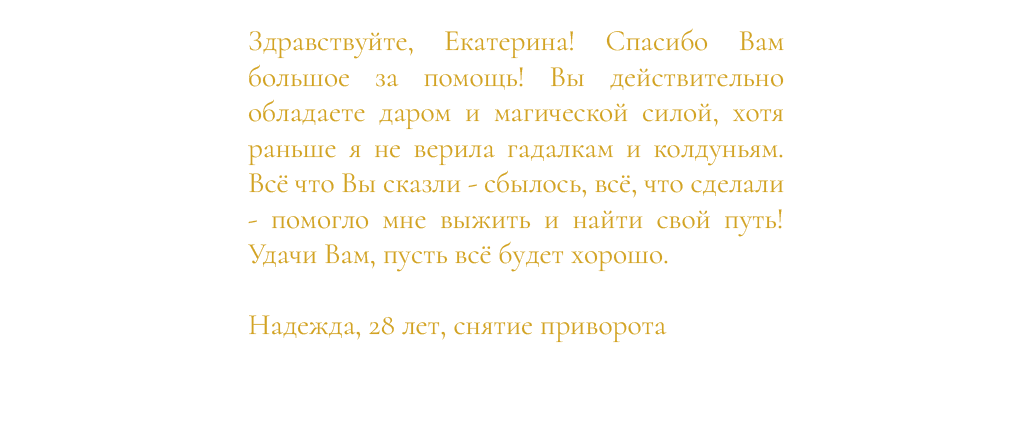 Здравствуйте, Екатерина! Спасибо Вам
большое за помощь! Вы действительно
обладаете даром и магической силой, хотя
раньше я не верила гадалкам и колдуньям.
Всё что Вы сказли - сбылось, всё, что сделали
- помогло мне выжить и найти свой путь!
Удачи Вам, пусть всё будет хорошо.
Надежда, 28 лет, снятие приворота